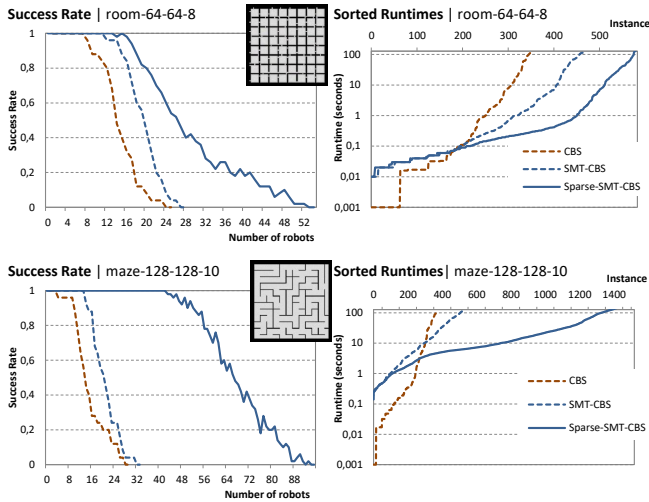 Success Rate | room-64-64-8
Success Rate
1
0,8
0,6
0,4
0,2
0
0 4 8 12 16 20 24 28 32 36 40 44 48 52
Number of robots
Sorted Runtimes | room-64-64-8
Instance
0 100 200 300 400 500
Runtime (seconds)
100
10
1
0,1
0,01
0,001
CBS
SMT-CBS
Sparse-SMT-CBS
Success Rate | maze-128-128-10
Success Rate
1
0,8
0,6
0,4
0,2
0
0 8 16 24 32 40 48 56 64 72 80 88
Number of robots
Sorted Runtimes| maze-128-128-10
Instance
0 200 400 600 800 1000 1200 1400
Runtime (seconds)
100
10
1
0,1
0,01
0,001
CBS
SMT-CBS
Sparse-SMT-CBS